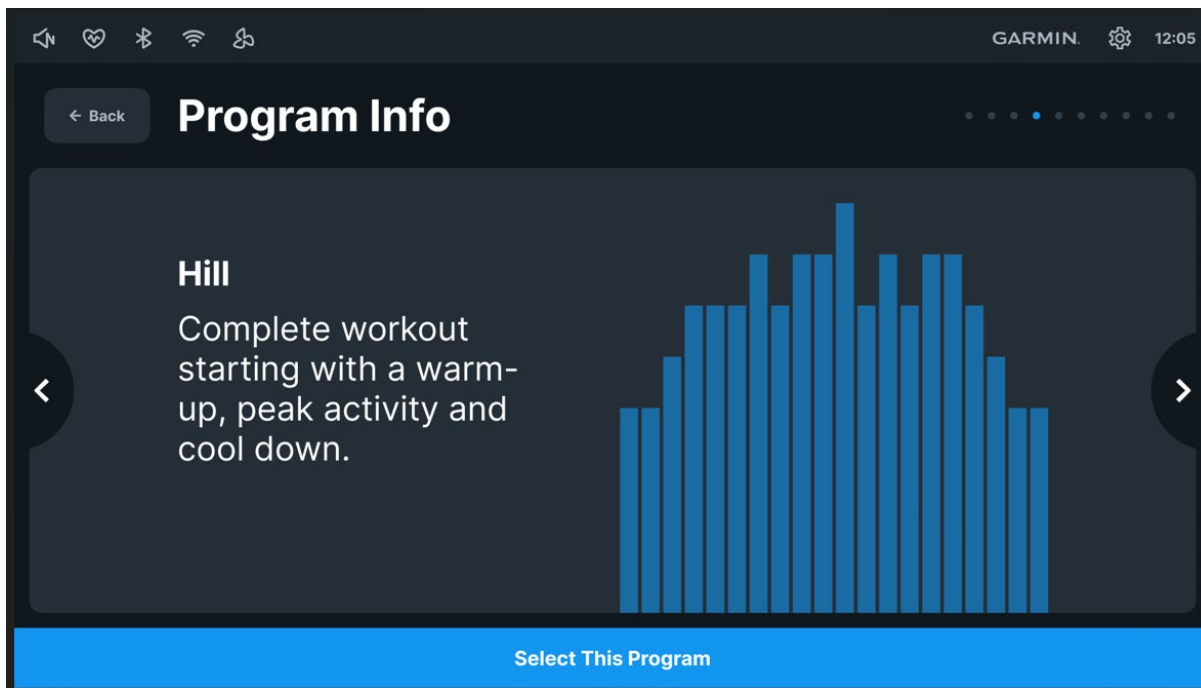 GARMIN. 12:05
← Back Program Info
Hill
Complete workout
starting with a warm-
up, peak activity and
cool down.
Select This Program